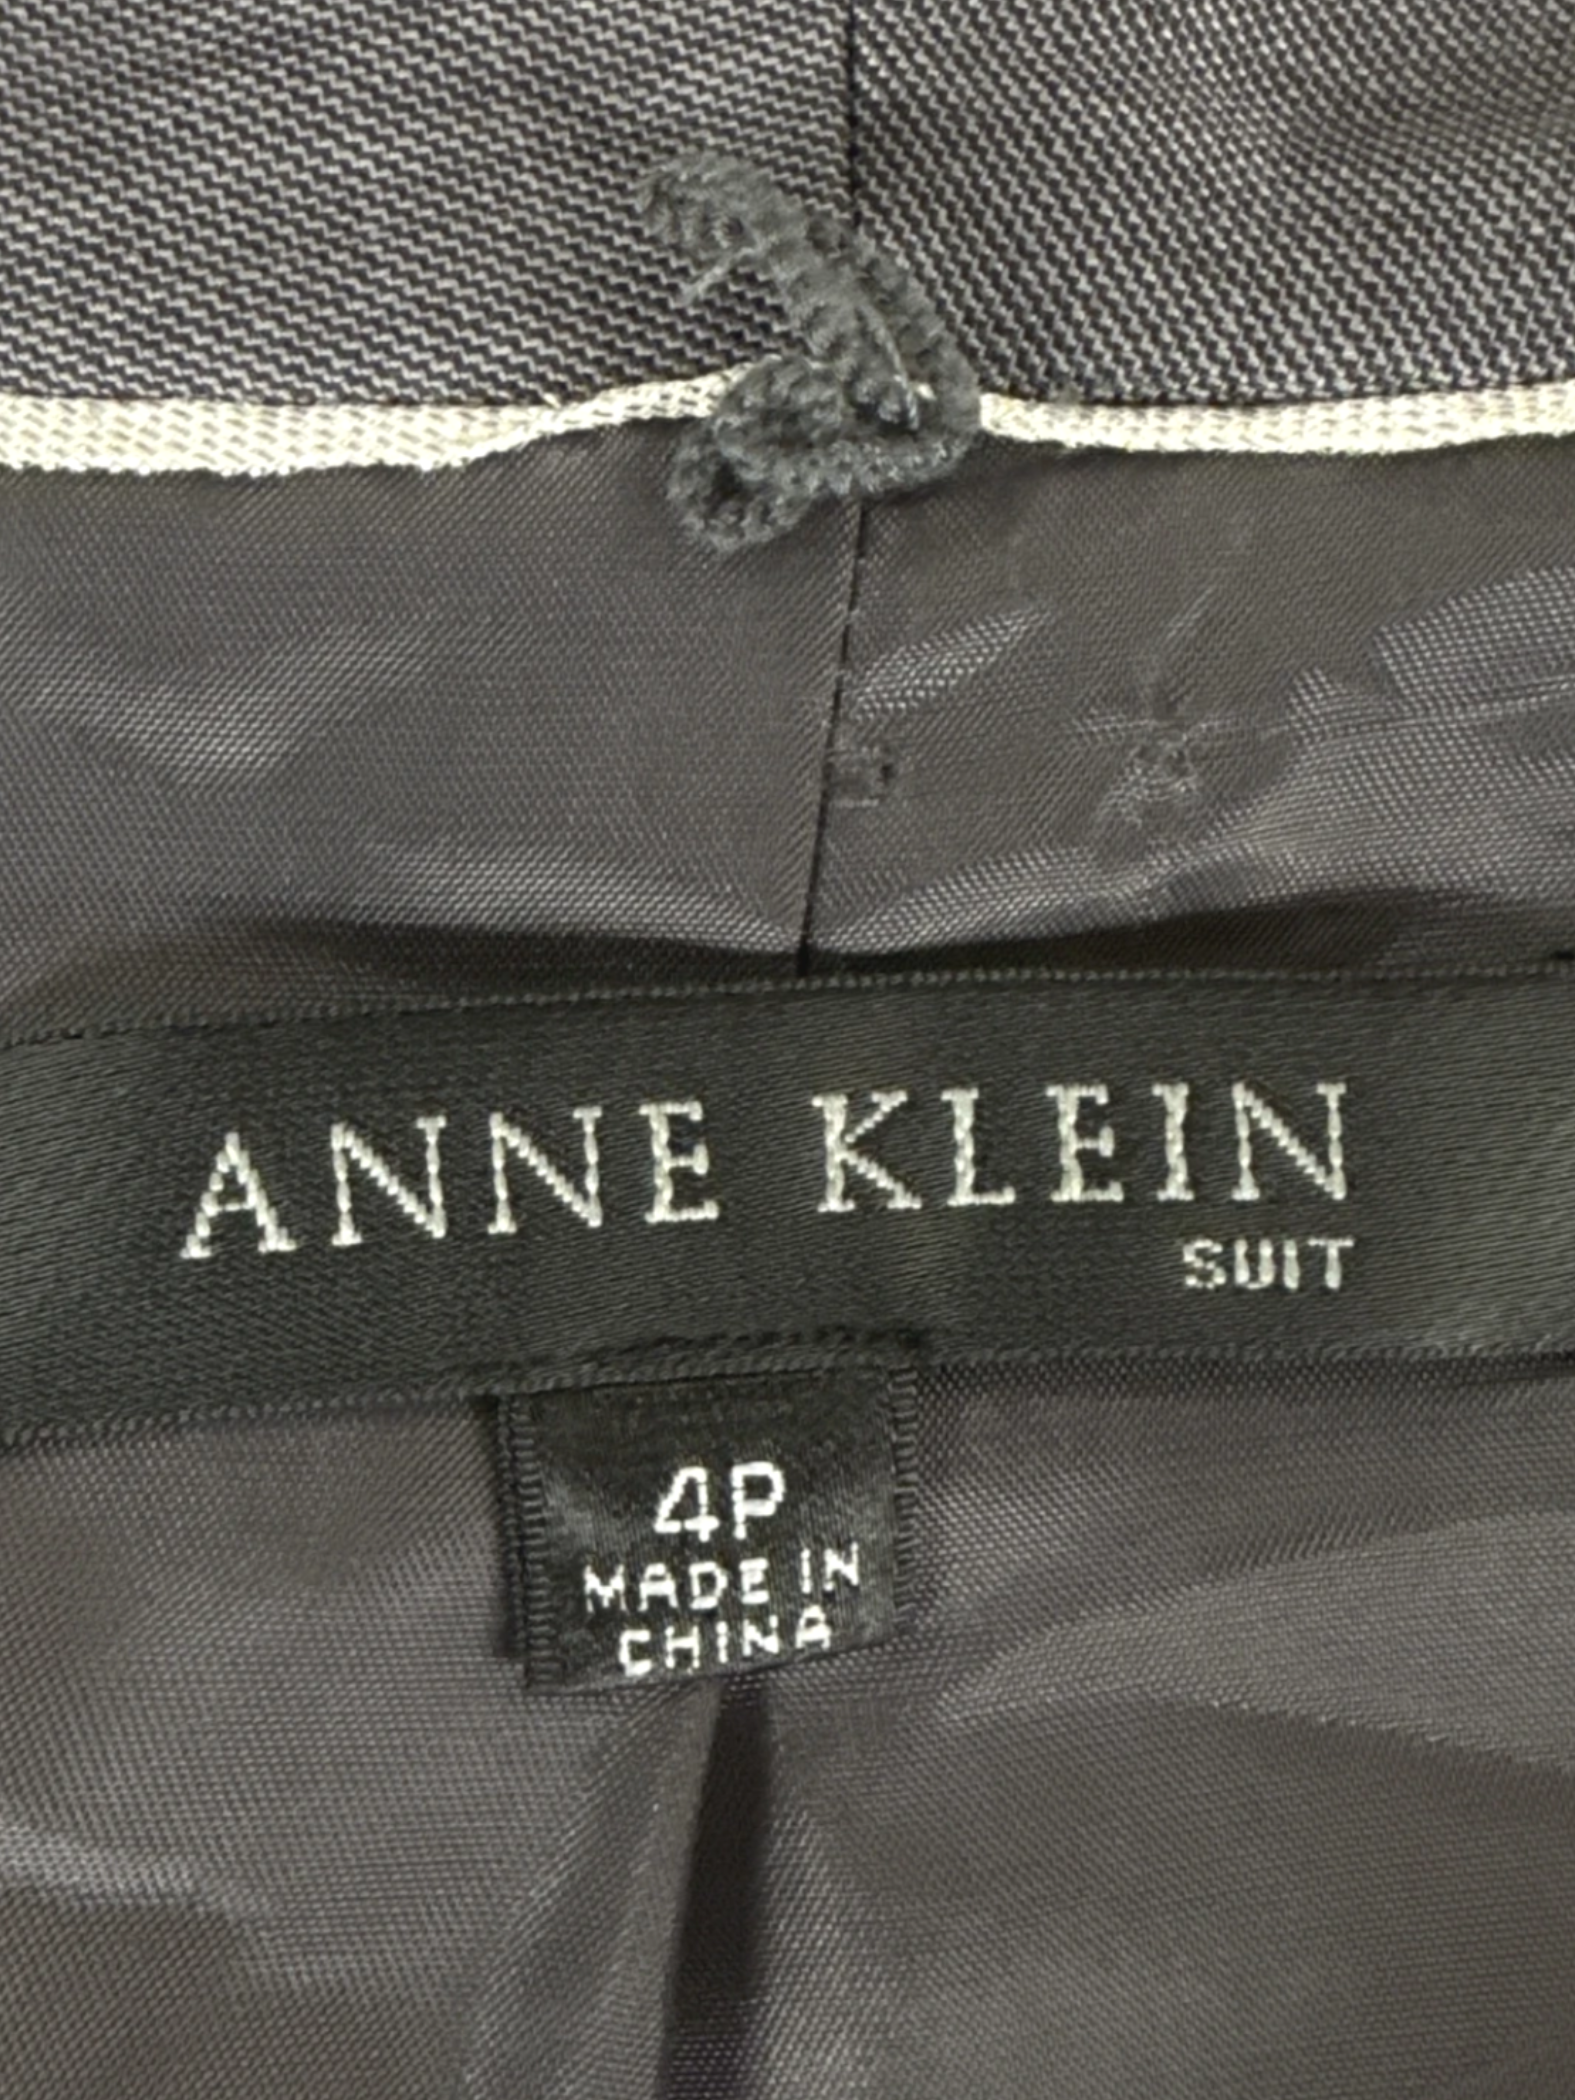 ANNE KLEIN
SUIT
4P
MADE IN
CHINA